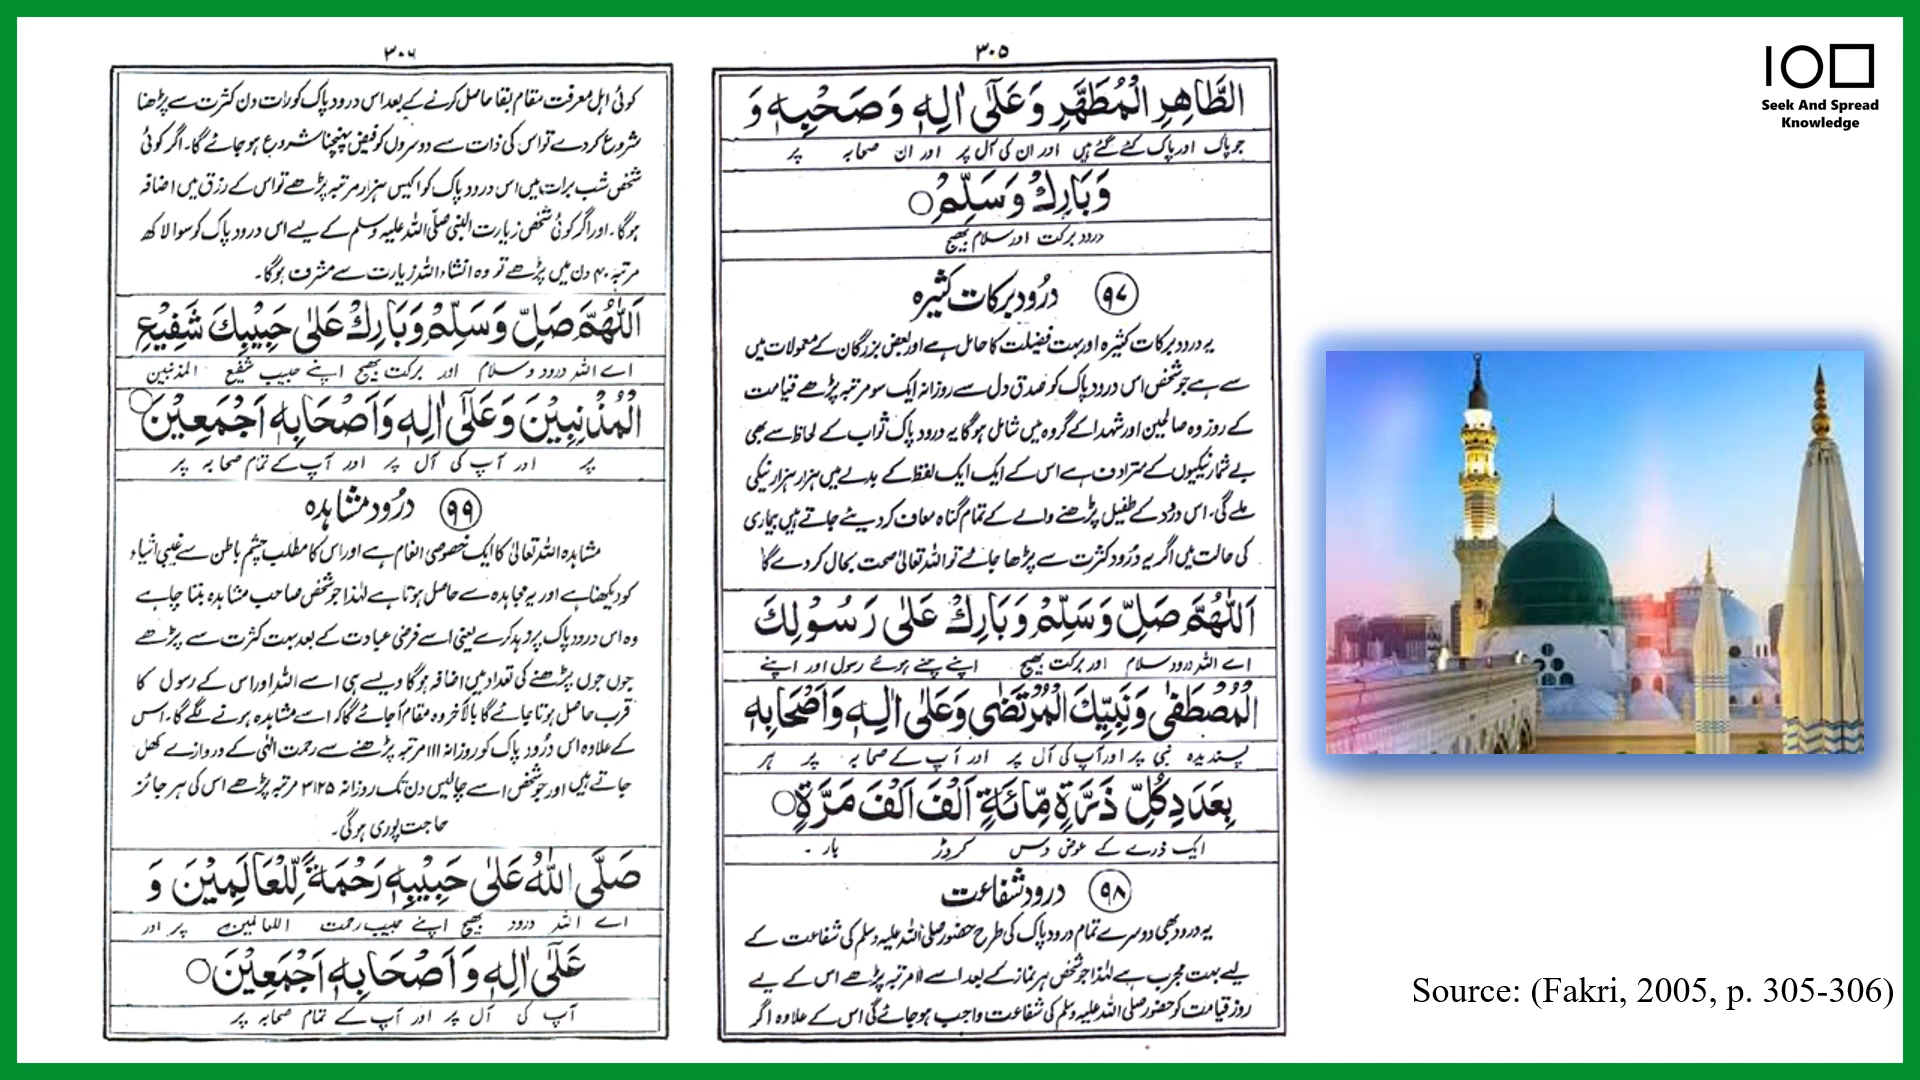 ۳۰۵
الطَّاهِرِ الْمُطَهَّرِ وَعَلٰٓى اٰلِهٖ وَصَحْبِهٖ وَ
جو پاک اور پاک کئے گئے ہیں اور ان کی آل پر اور ان صحابہ پر
وَبَارِكْ وَسَلِّمْ
درود برکت اور سلام بھیج
۹۷ درُود برکات کثیرہ
یہ درود برکات کثیرہ اور بہت فضیلت کا حامل ہے اور بعض بزرگان کے معمولات میں
سے ہے جو شخص اس درود پاک کو صدق دل سے روزانہ ایک سو مرتبہ پڑھے قیامت
کے روز وہ صالحین اور شہدا کے گروہ میں شامل ہوگا یہ درود پاک ثواب کے لحاظ سے بھی
بے شمار نیکیوں کے مترادف ہے اس کے ایک ایک لفظ کے بدلے میں ہزار ہزار نیکی
ملے گی۔ اس درُود کے طفیل پڑھنے والے کے تمام گناہ معاف کر دیئے جاتے ہیں بیماری
کی حالت میں اگر یہ درُود کثرت سے پڑھا جائے تو اللہ تعالیٰ صحت بحال کر دے گا
اَللّٰهُمَّ صَلِّ وَسَلِّمْ وَبَارِكْ عَلٰى رَسُوْلِكَ
اے اللہ درود سلام اور برکت بھیج اپنے چنے ہوئے رسول اور اپنے
الْمُصْطَفٰى وَنَبِيِّكَ الْمُرْتَضٰى وَعَلٰى اٰلِهٖ وَاَصْحَابِهٖ
پسندیدہ نبی پر اور آپ کی آل پر اور آپ کے صحابہ پر ہر
بِعَدَدِ كُلِّ ذَرَّةٍ مِّائَةَ اَلْفَ اَلْفَ مَرَّةٍ
ایک ذرے کے عوض دس کروڑ بار ۔
۹۸ درود شفاعت
یہ درود بھی دوسرے تمام درود پاک کی طرح حضور صلی اللہ علیہ وسلم کی شفاعت کے
لیے بہت مجرب ہے لہٰذا جو شخص ہر نماز کے بعد اسے ۱۱ مرتبہ پڑھے اس کے لیے
روز قیامت کو حضور صلی اللہ علیہ وسلم کی شفاعت واجب ہو جائے گی اس کے علاوہ اگر
۳۰۶
کوئی اہل معرفت مقام بقا حاصل کرنے کے بعد اس درود پاک کو رات دن کثرت سے پڑھنا
شروع کر دے تو اس کی ذات سے دوسروں کو فیض پہنچنا شروع ہو جائے گا۔ اگر کوئی
شخص شب برات میں اس درود پاک کو اکیس ہزار مرتبہ پڑھے تو اس کے رزق میں اضافہ
ہوگا۔ اور اگر کوئی شخص زیارت النبی صلی اللہ علیہ وسلم کے لیے اس درود پاک کو سوا لاکھ
مرتبہ ۴۰ دن میں پڑھے تو وہ انشاء اللہ زیارت سے مشرف ہوگا۔
اَللّٰهُمَّ صَلِّ وَسَلِّمْ وَبَارِكْ عَلٰى حَبِيْبِكَ شَفِيْعِ
اے اللہ درود و سلام اور برکت بھیج اپنے حبیب شفیع المذنبین
الْمُذْنِبِيْنَ وَعَلٰٓى اٰلِهٖ وَاَصْحَابِهٖ اَجْمَعِيْنَ
پر اور آپ کی آل پر اور آپ کے تمام صحابہ پر
۹۹ درُود مشاہدہ
مشاہدہ اللہ تعالیٰ کا ایک خصوصی انعام ہے اور اس کا مطلب چشم باطن سے غیبی اشیاء
کو دیکھنا ہے اور یہ مجاہدہ سے حاصل ہوتا ہے لہٰذا جو شخص صاحب مشاہدہ بننا چاہے
وہ اس درود پاک پر زہد کرے یعنی اسے فرضی عبادت کے بعد بہت کثرت سے پڑھے
جوں جوں پڑھنے کی تعداد میں اضافہ ہوگا ویسے ہی اسے اللہ اور اس کے رسول کا
قرب حاصل ہوتا جائے گا بالآخر وہ مقام آجائے گا کہ اسے مشاہدہ ہونے لگے گا۔ اس
کے علاوہ اس درُود پاک کو روزانہ ۱۱۱ مرتبہ پڑھنے سے رحمت الٰہی کے دروازے کھل
جاتے ہیں اور جو شخص اسے چالیس دن تک روزانہ ۳۱۲۵ مرتبہ پڑھے اس کی ہر جائز
حاجت پوری ہوگی۔
صَلَّى اللّٰهُ عَلٰى حَبِيْبِهٖ رَحْمَةً لِّلْعَالَمِيْنَ وَ
اے اللہ درود بھیج اپنے حبیب رحمت اللعالمین پر اور
عَلٰٓى اٰلِهٖ وَاَصْحَابِهٖ اَجْمَعِيْنَ
آپ کی آل پر اور آپ کے تمام صحابہ پر
Seek And Spread
Knowledge
Source: (Fakri, 2005, p. 305-306)